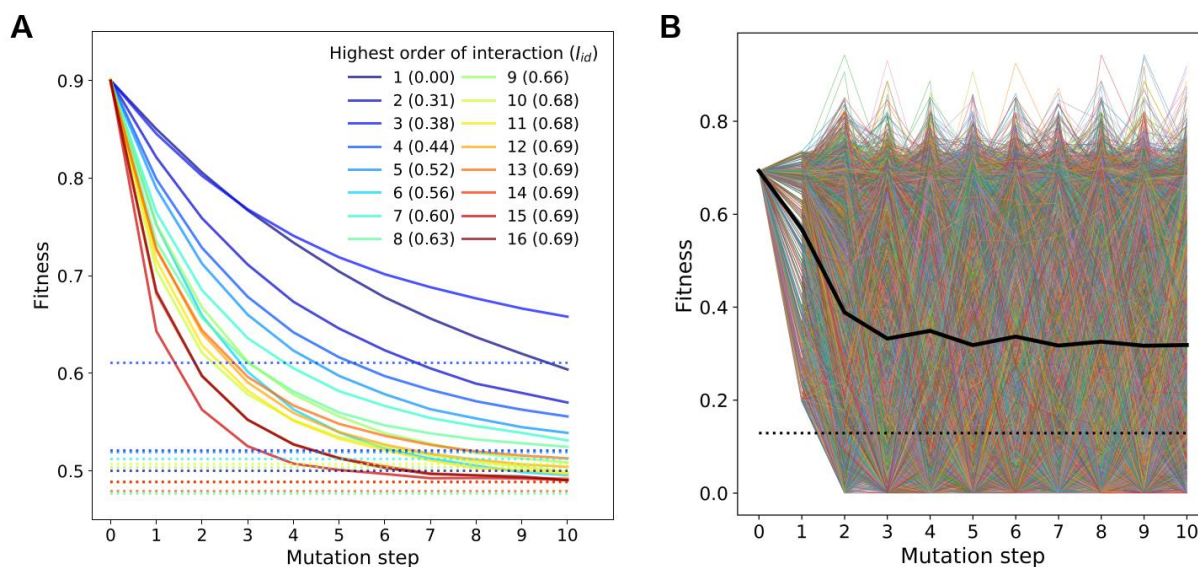 A
Highest order of interaction (I_id)
1 (0.00)
2 (0.31)
3 (0.38)
4 (0.44)
5 (0.52)
6 (0.56)
7 (0.60)
8 (0.63)
9 (0.66)
10 (0.68)
11 (0.68)
12 (0.69)
13 (0.69)
14 (0.69)
15 (0.69)
16 (0.69)
Fitness
0.9
0.8
0.7
0.6
0.5
0 1 2 3 4 5 6 7 8 9 10
Mutation step
B
Fitness
0.8
0.6
0.4
0.2
0.0
0 1 2 3 4 5 6 7 8 9 10
Mutation step